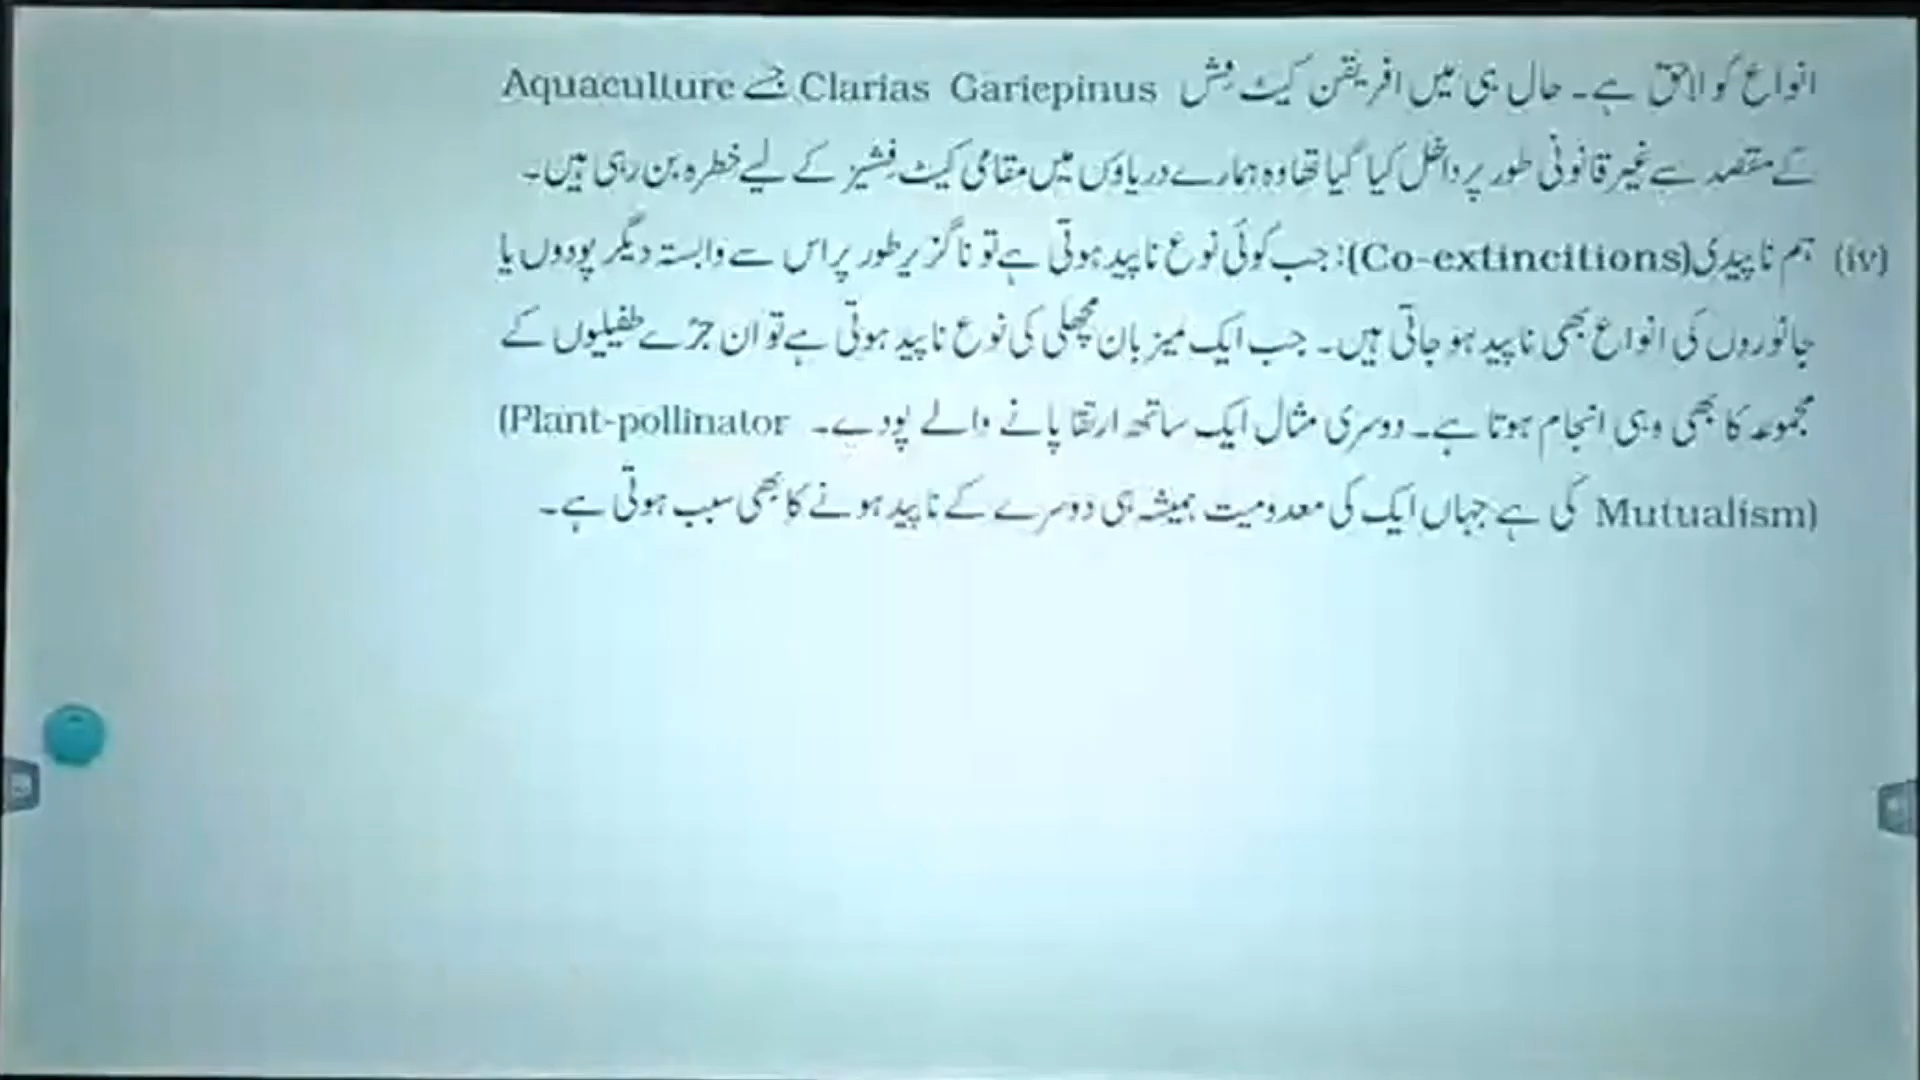 انواع کو لاحق ہے۔ حال ہی میں افریقن کیٹ فش Clarias Gariepinus جسے Aquaculture
کے مقصد سے غیر قانونی طور پر داخل کیا گیا تھا وہ ہمارے دریاؤں میں مقامی کیٹ فشیز کے لیے خطرہ بن رہی ہیں۔
(iv) ہم ناپیدی (Co-extincitions): جب کوئی نوع ناپید ہوتی ہے تو ناگزیر طور پر اس سے وابستہ دیگر پودوں یا
جانوروں کی انواع بھی ناپید ہو جاتی ہیں۔ جب ایک میزبان مچھلی کی نوع ناپید ہوتی ہے تو ان جڑے طفیلیوں کے
مجموعہ کا بھی وہی انجام ہوتا ہے۔ دوسری مثال ایک ساتھ ارتقا پانے والے پودے۔ (Plant-pollinator
Mutualism) کی ہے جہاں ایک کی معدومیت ہمیشہ ہی دوسرے کے ناپید ہونے کا بھی سبب ہوتی ہے۔